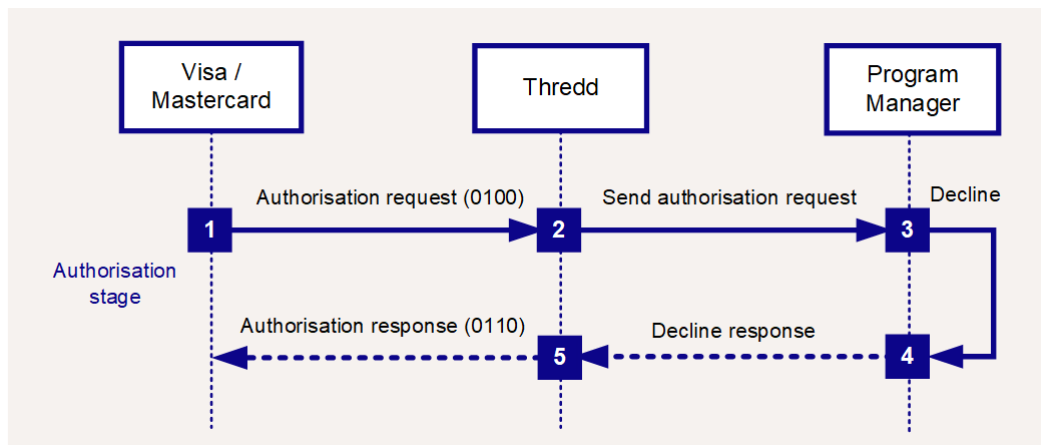 Visa /
Mastercard
Thredd
Program
Manager
Authorisation request (0100)
Send authorisation request
Decline
1
2
3
Authorisation
stage
Authorisation response (0110)
Decline response
5
4